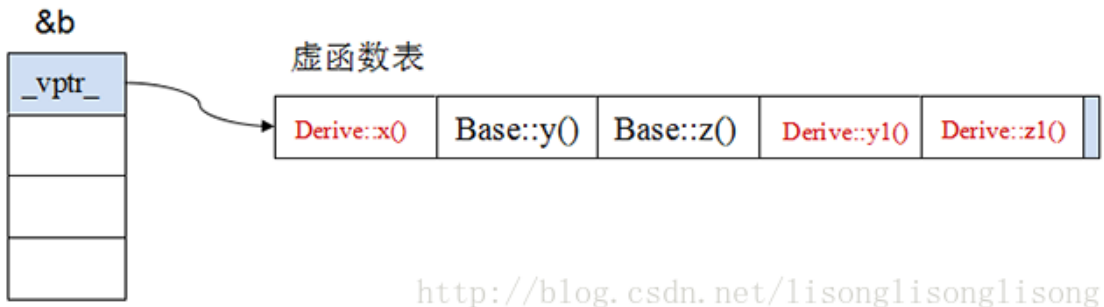 &b
_vptr_
虚函数表
Derive::x()
Base::y()
Base::z()
Derive::y1()
Derive::z1()
http://blog.csdn.net/lisonglisonglisong